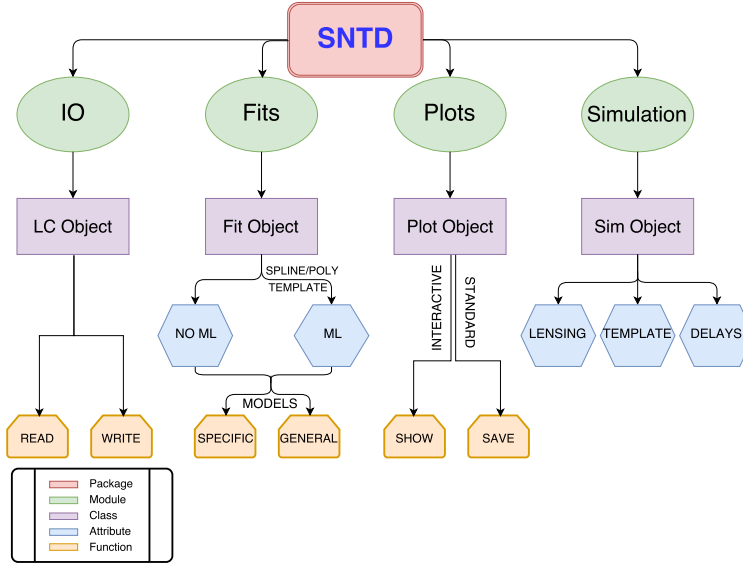 SNTD
IO
Fits
Plots
Simulation
LC Object
Fit Object
Plot Object
Sim Object
SPLINE/POLY
TEMPLATE
INTERACTIVE
STANDARD
NO ML
ML
LENSING
TEMPLATE
DELAYS
MODELS
READ
WRITE
SPECIFIC
GENERAL
SHOW
SAVE
Package
Module
Class
Attribute
Function